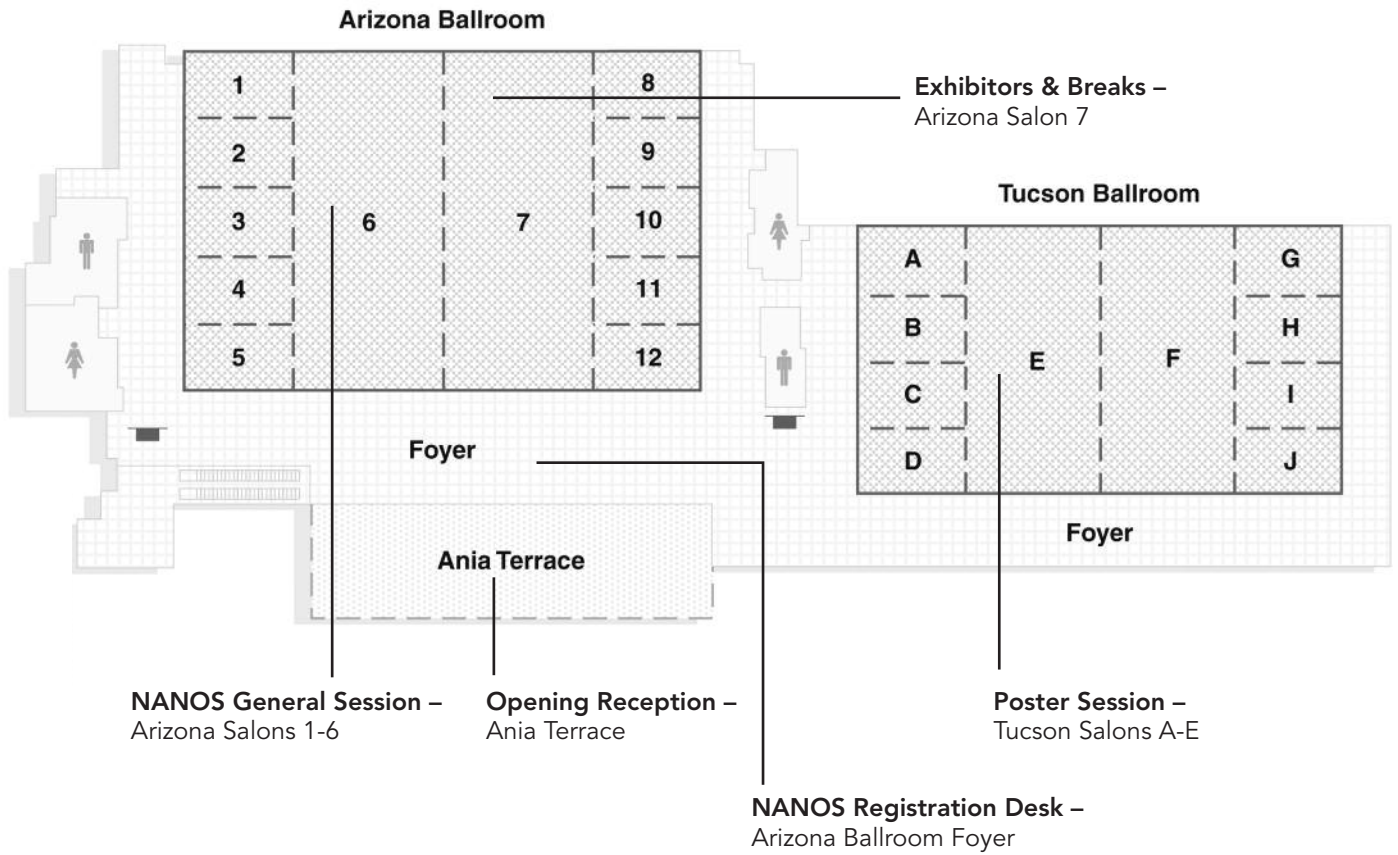 Arizona Ballroom
1
2
3
4
5
6
7
8
9
10
11
12
Exhibitors & Breaks –
Arizona Salon 7
Tucson Ballroom
A
B
C
D
E
F
G
H
I
J
Foyer
Foyer
Ania Terrace
NANOS General Session –
Arizona Salons 1-6
Opening Reception –
Ania Terrace
Poster Session –
Tucson Salons A-E
NANOS Registration Desk –
Arizona Ballroom Foyer